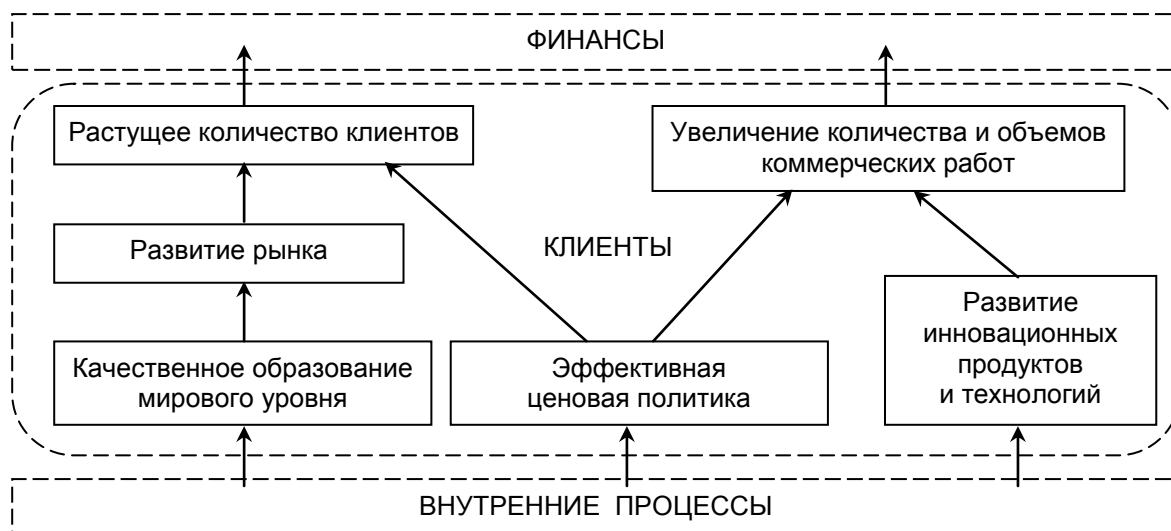 ФИНАНСЫ
Растущее количество клиентов
Увеличение количества и объемов
коммерческих работ
Развитие рынка
КЛИЕНТЫ
Развитие
инновационных
продуктов
и технологий
Качественное образование
мирового уровня
Эффективная
ценовая политика
ВНУТРЕННИЕ ПРОЦЕССЫ